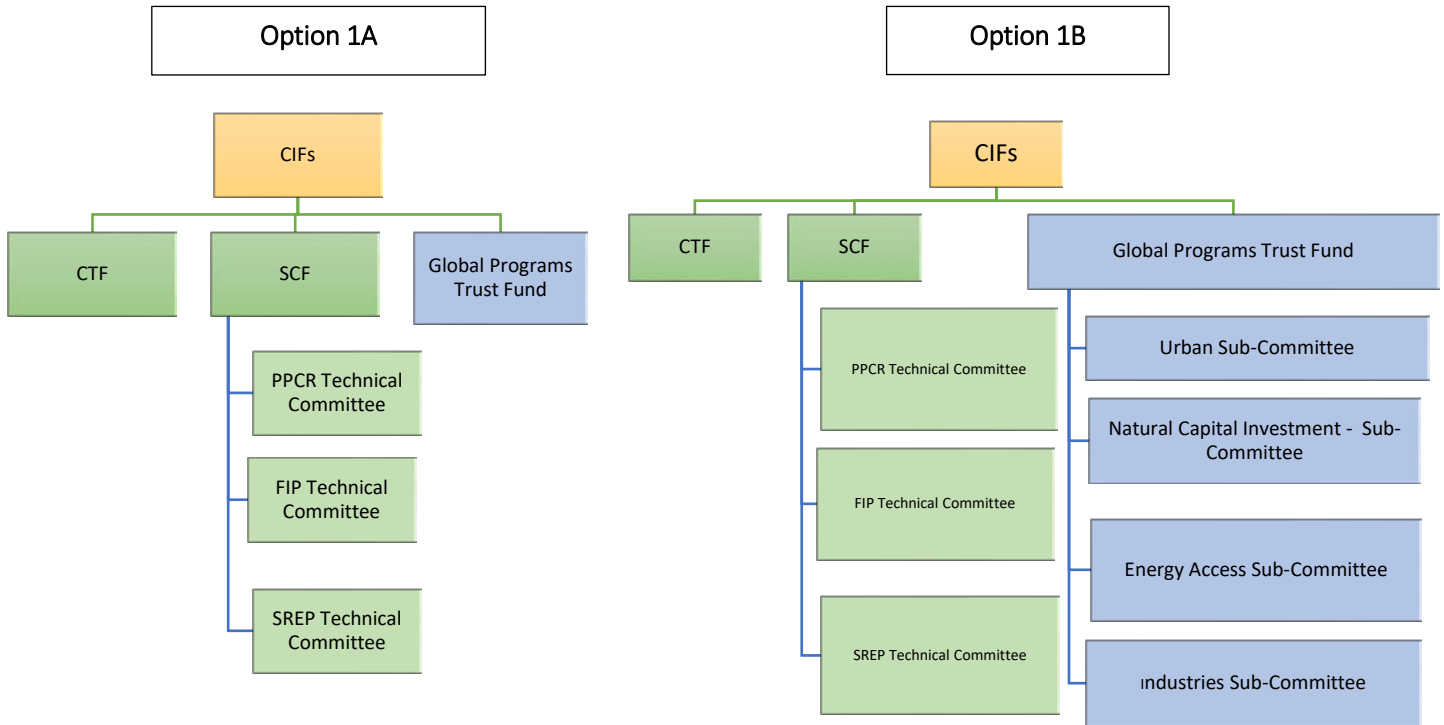 Option 1A
CIFs
CTF
SCF
Global Programs
Trust Fund
PPCR Technical
Committee
FIP Technical
Committee
SREP Technical
Committee
Option 1B
CIFs
CTF
SCF
Global Programs Trust Fund
PPCR Technical Committee
FIP Technical Committee
SREP Technical Committee
Urban Sub-Committee
Natural Capital Investment - Sub-
Committee
Energy Access Sub-Committee
Industries Sub-Committee